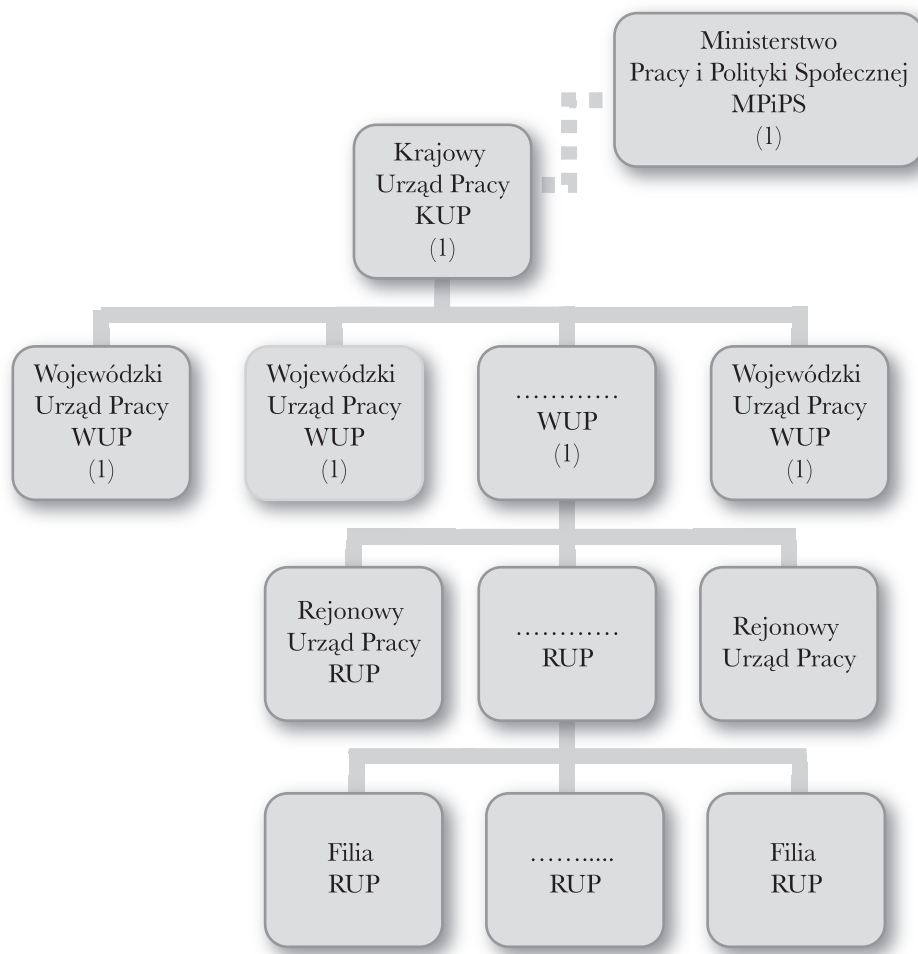 Ministerstwo
Pracy i Polityki Społecznej
MPiPS
(1)
Krajowy
Urząd Pracy
KUP
(1)
Wojewódzki
Urząd Pracy
WUP
(1)
Wojewódzki
Urząd Pracy
WUP
(1)
…………
WUP
(1)
Wojewódzki
Urząd Pracy
WUP
(1)
Rejonowy
Urząd Pracy
RUP
…………
RUP
Rejonowy
Urząd Pracy
Filia
RUP
…….....
RUP
Filia
RUP